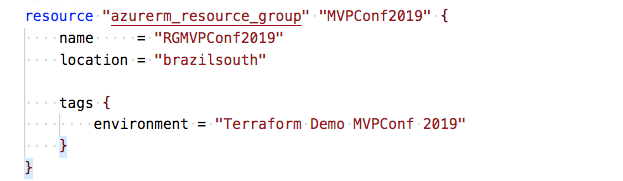 resource "azurerm_resource_group" "MVPConf2019" {
    name     = "RGMVPConf2019"
    location = "brazilsouth"

    tags {
        environment = "Terraform Demo MVPConf 2019"
    }
}